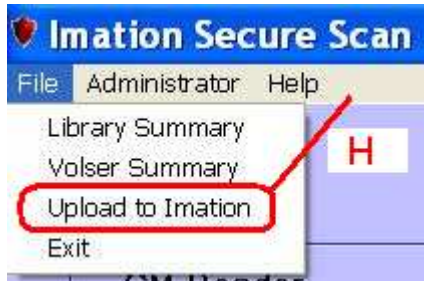 Imation Secure Scan
File Administrator Help
Library Summary
H
Volser Summary
Upload to Imation
Exit